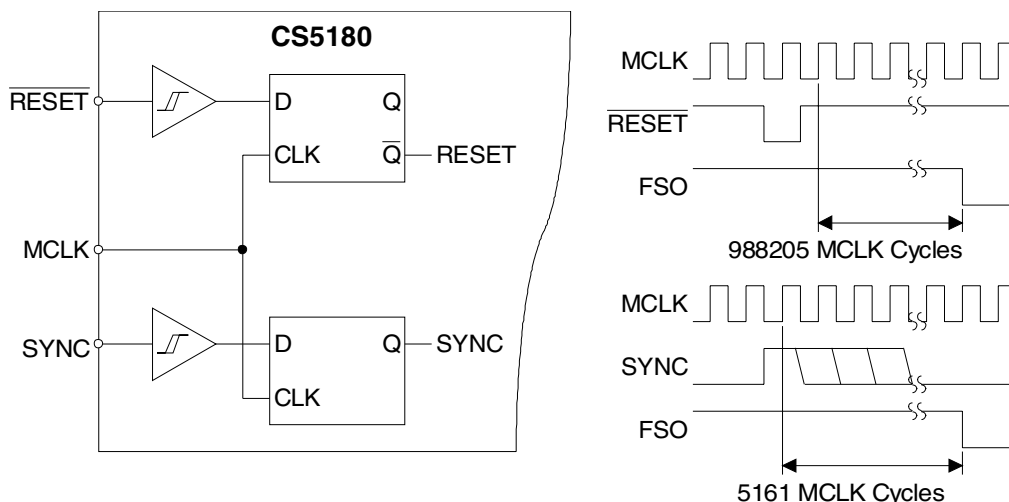 CS5180
RESET
D
Q
CLK
Q
RESET
MCLK
SYNC
D
Q
SYNC
CLK
MCLK
RESET
FSO
988205 MCLK Cycles
MCLK
SYNC
FSO
5161 MCLK Cycles